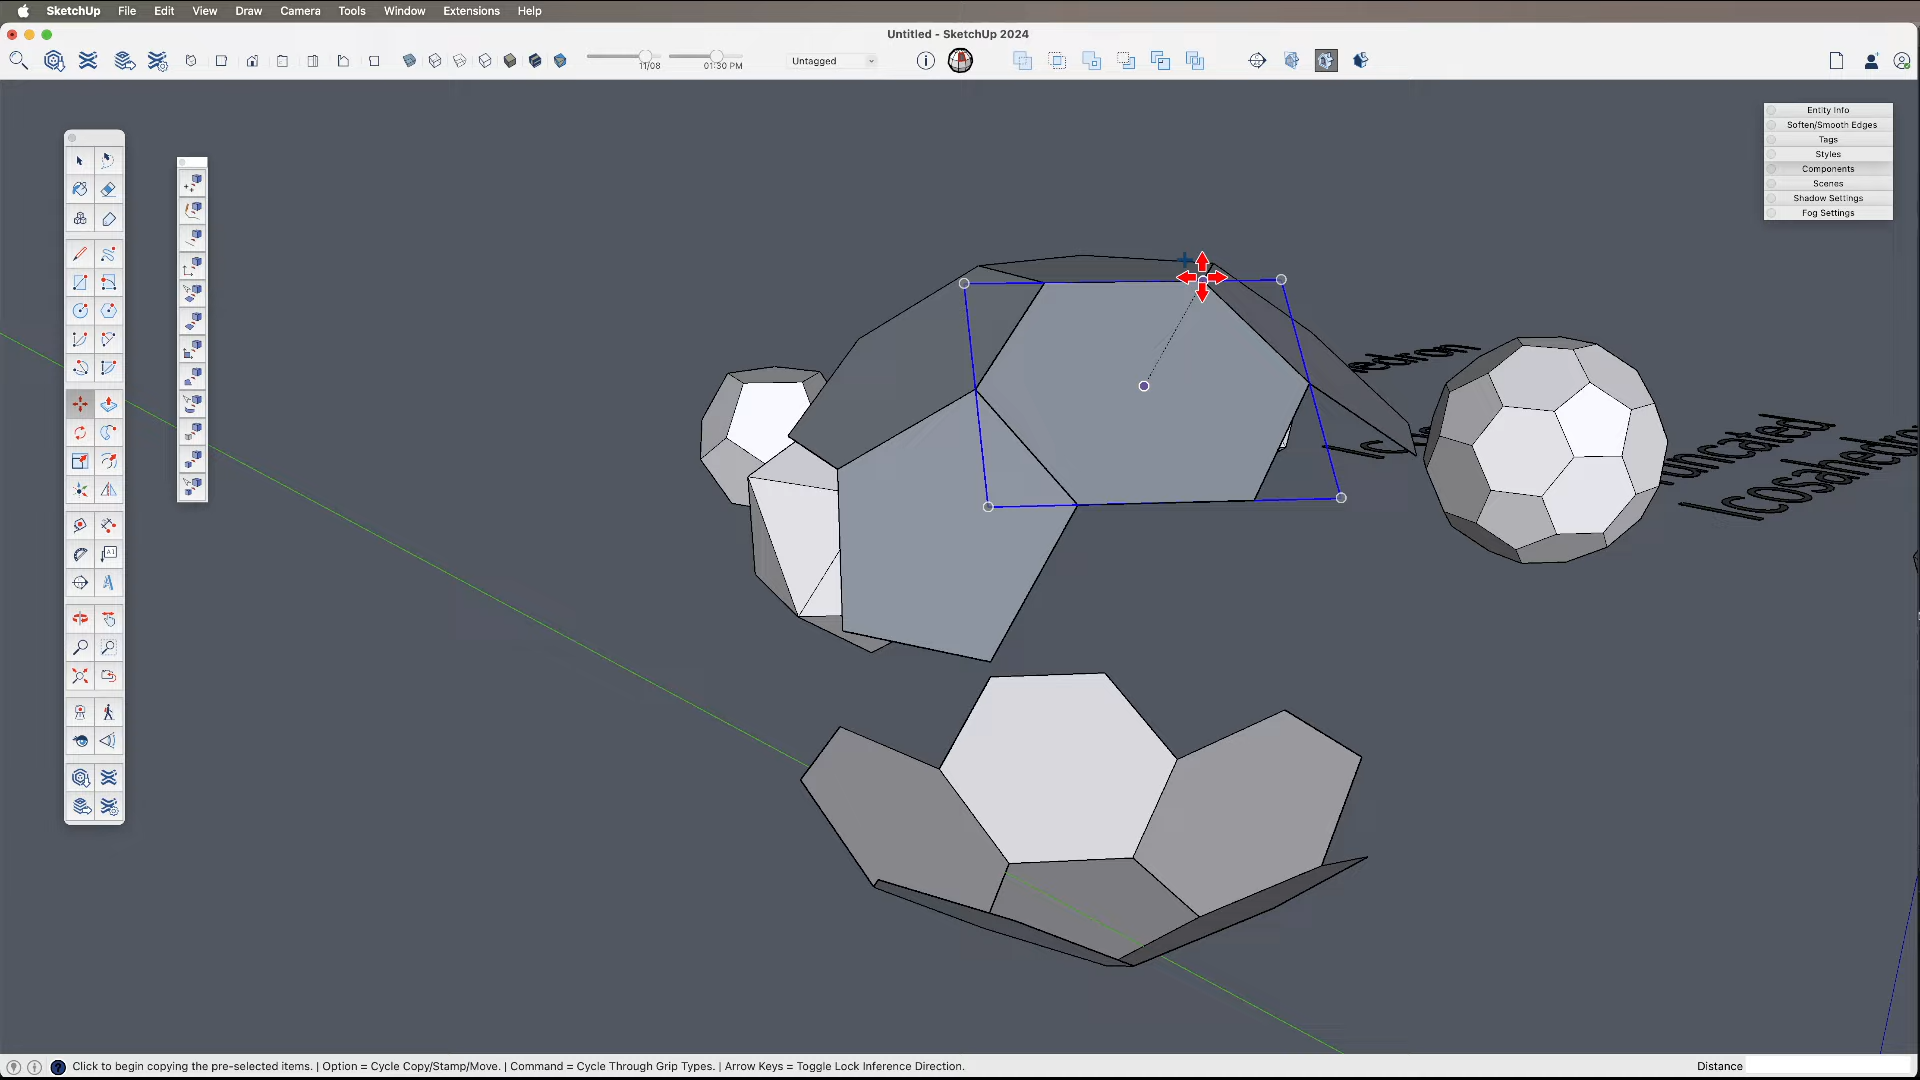 SketchUp File Edit View Draw Camera Tools Window Extensions Help
Untitled - SketchUp 2024
11/08 01:30 PM Untagged
Entity Info
Soften/Smooth Edges
Tags
Styles
Components
Scenes
Shadow Settings
Fog Settings
Click to begin copying the pre-selected items. | Option = Cycle Copy/Stamp/Move. | Command = Cycle Through Grip Types. | Arrow Keys = Toggle Lock Inference Direction.
Distance